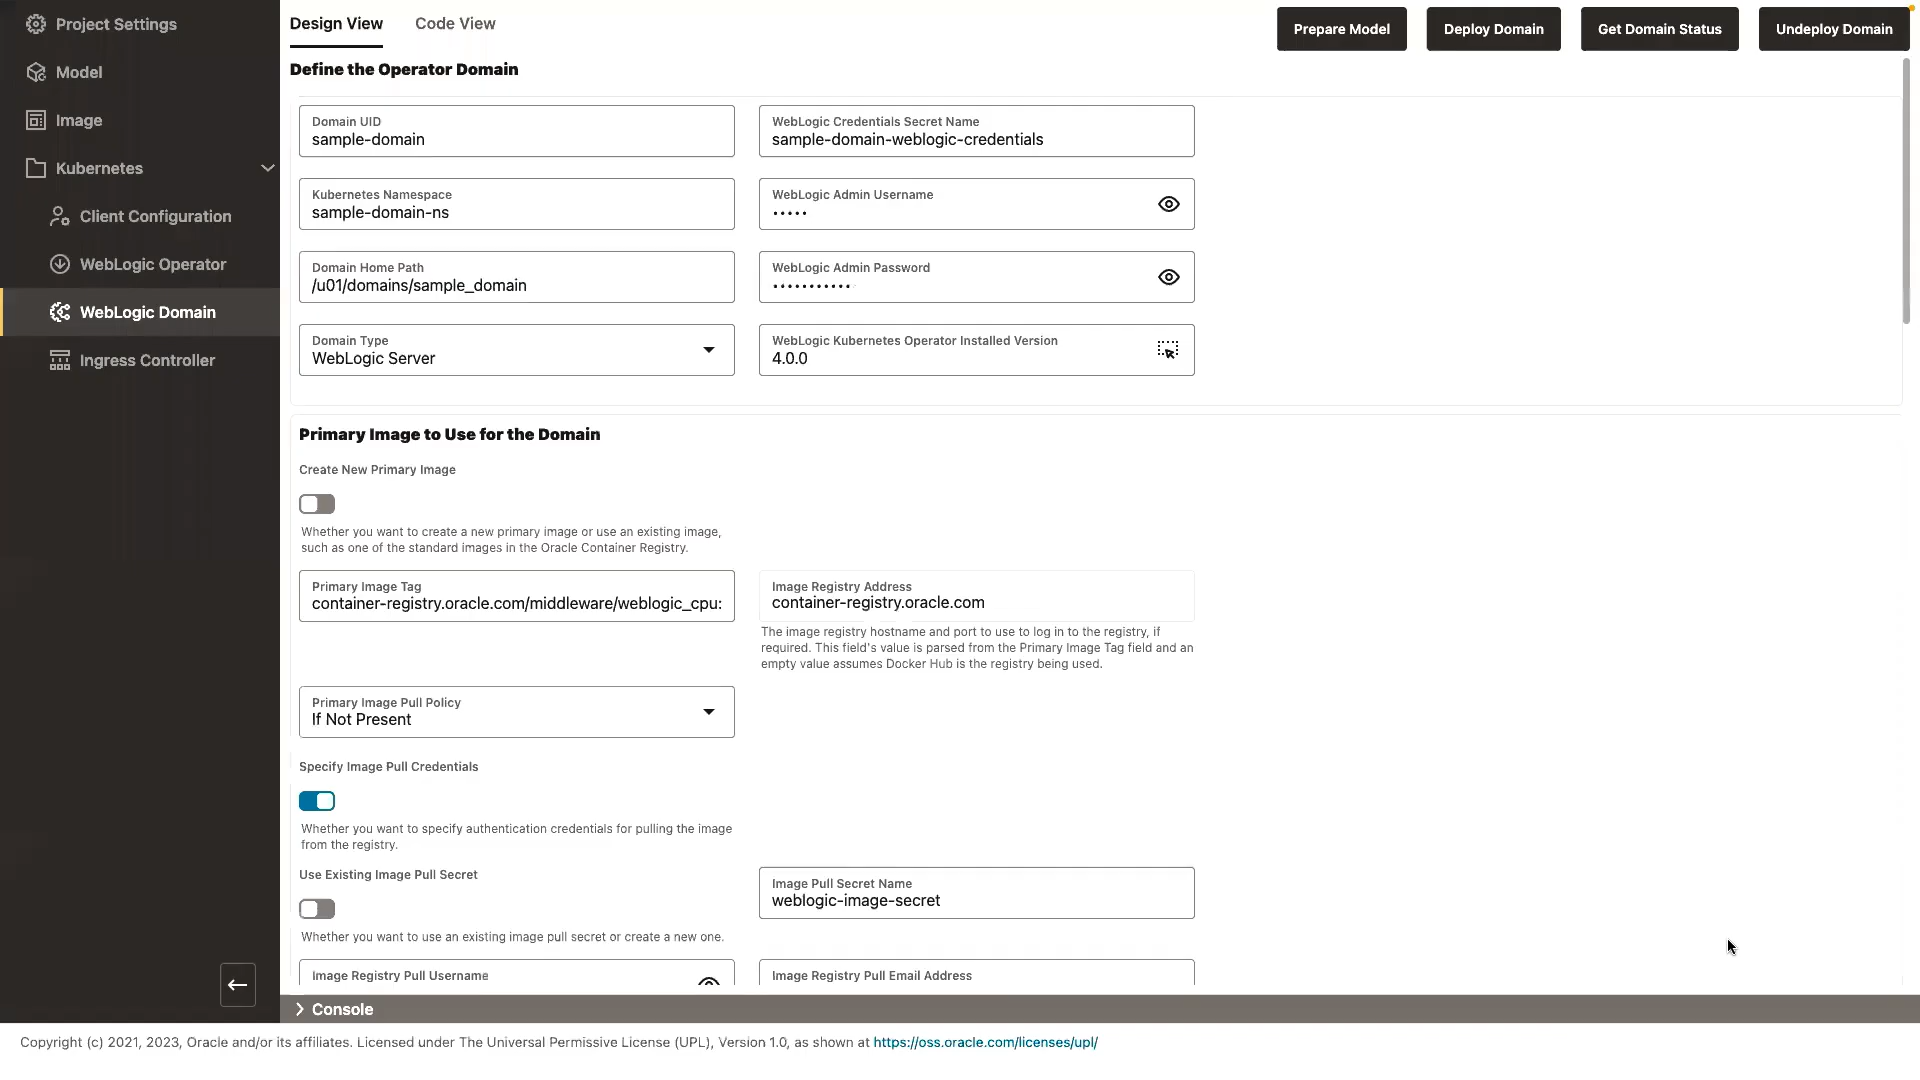 Project Settings
Model
Image
Kubernetes
Client Configuration
WebLogic Operator
WebLogic Domain
Ingress Controller
Design View
Code View
Prepare Model
Deploy Domain
Get Domain Status
Undeploy Domain
Define the Operator Domain
Domain UID
sample-domain
WebLogic Credentials Secret Name
sample-domain-weblogic-credentials
Kubernetes Namespace
sample-domain-ns
WebLogic Admin Username
•••••
Domain Home Path
/u01/domains/sample_domain
WebLogic Admin Password
•••••••••••
Domain Type
WebLogic Server
WebLogic Kubernetes Operator Installed Version
4.0.0
Primary Image to Use for the Domain
Create New Primary Image
Whether you want to create a new primary image or use an existing image,
such as one of the standard images in the Oracle Container Registry.
Primary Image Tag
container-registry.oracle.com/middleware/weblogic_cpu:
Image Registry Address
container-registry.oracle.com
The image registry hostname and port to use to log in to the registry, if
required. This field's value is parsed from the Primary Image Tag field and an
empty value assumes Docker Hub is the registry being used.
Primary Image Pull Policy
If Not Present
Specify Image Pull Credentials
Whether you want to specify authentication credentials for pulling the image
from the registry.
Use Existing Image Pull Secret
Whether you want to use an existing image pull secret or create a new one.
Image Pull Secret Name
weblogic-image-secret
Image Registry Pull Username
Image Registry Pull Email Address
Console
Copyright (c) 2021, 2023, Oracle and/or its affiliates. Licensed under The Universal Permissive License (UPL), Version 1.0, as shown at https://oss.oracle.com/licenses/upl/